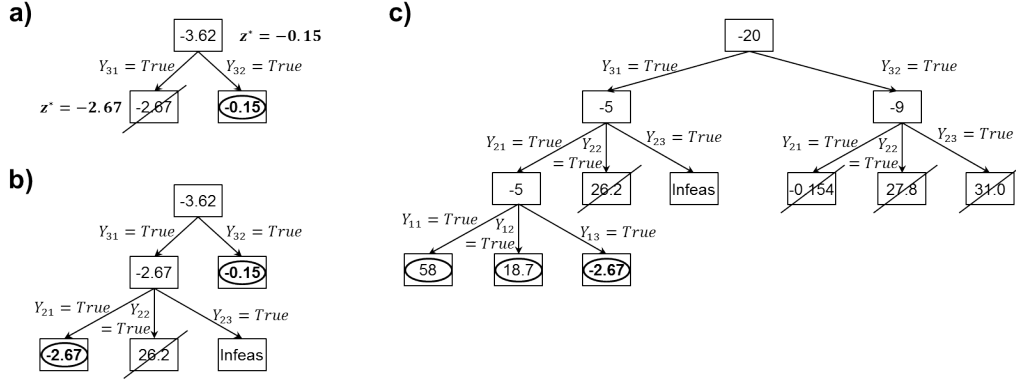 a)
-3.62 z* = −0.15
Y31 = True Y32 = True
z* = −2.67 -2.67 -0.15
b)
-3.62
Y31 = True Y32 = True
-2.67 -0.15
Y21 = True Y22 = True Y23 = True
-2.67 26.2 Infeas
c)
-20
Y31 = True Y32 = True
-5 -9
Y21 = True Y22 = True Y23 = True Y21 = True Y22 = True Y23 = True
-5 26.2 Infeas -0.154 27.8 31.0
Y11 = True Y12 = True Y13 = True
58 18.7 -2.67